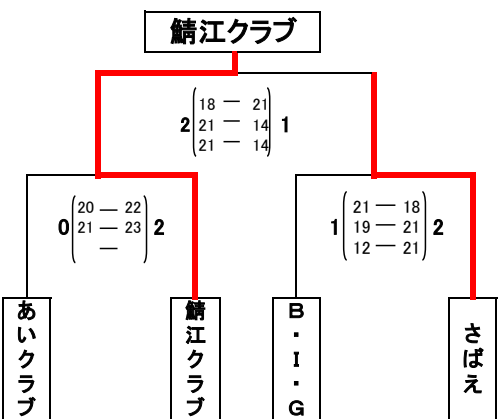 鯖江クラブ
18 ― 21
2 21 ― 14 1
21 ― 14
20 ― 22
0 21 ― 23 2
―
21 ― 18
1 19 ― 21 2
12 ― 21
あいクラブ
鯖江クラブ
B・I・G
さばえ